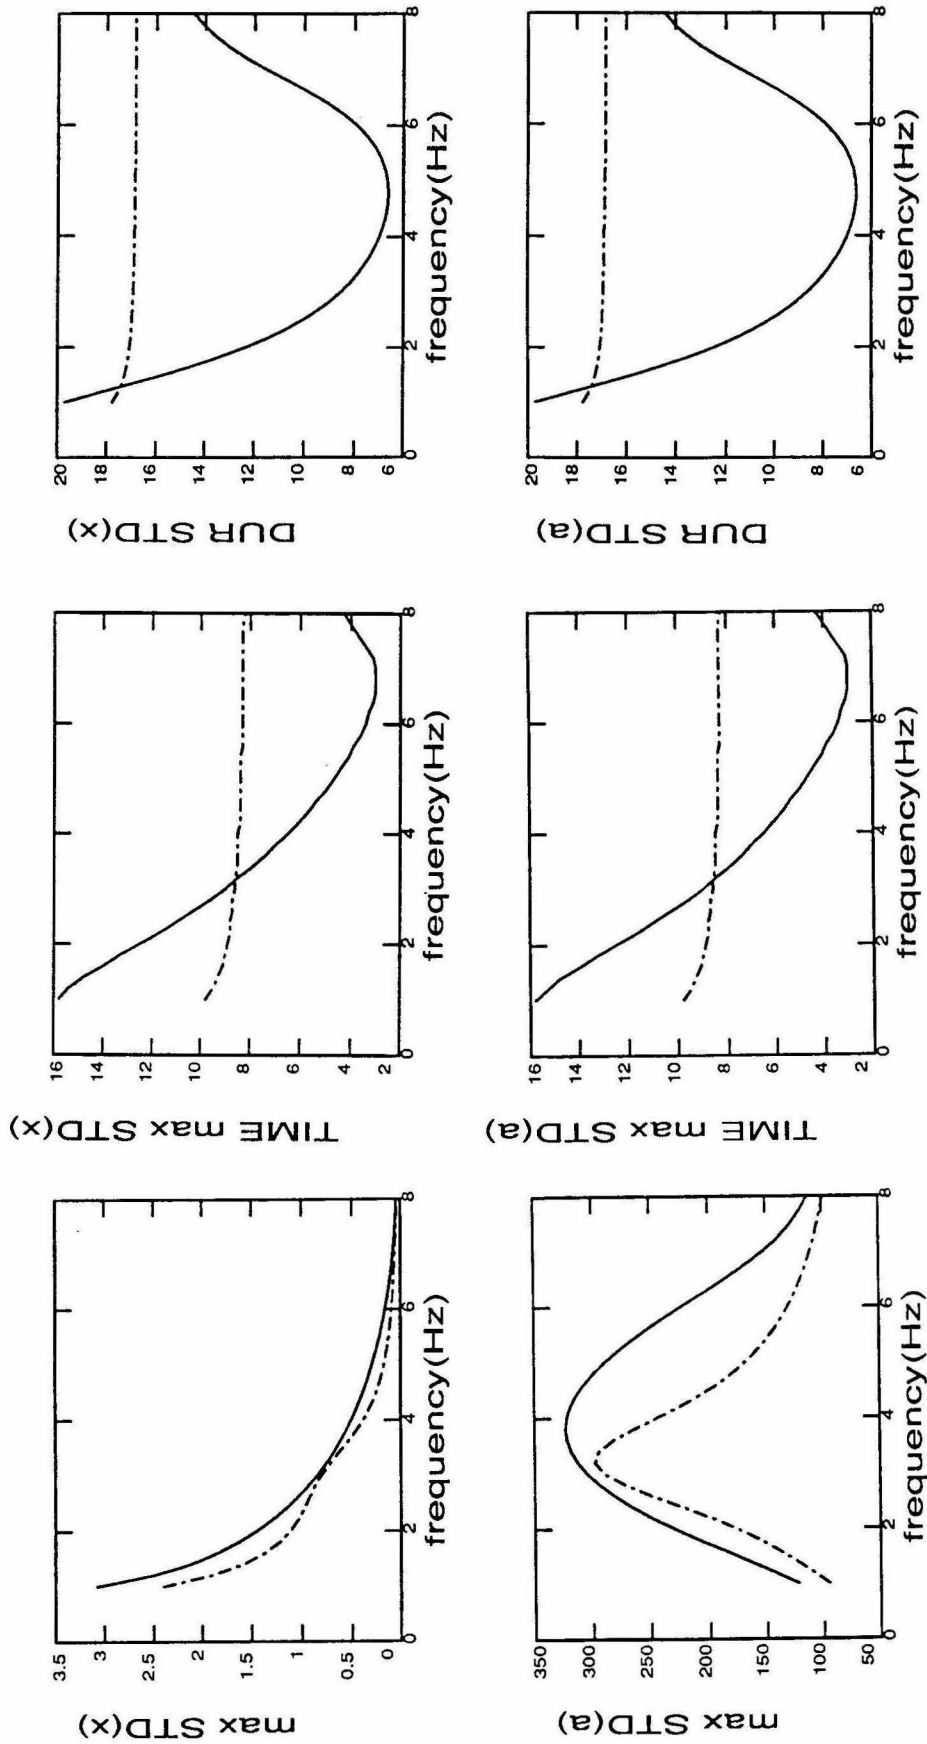 max STD(x)
3.5
3
2.5
2
1.5
1
0.5
0
0 2 4 6 8
frequency(Hz)
TIME max STD(x)
16
14
12
10
8
6
4
2
0 2 4 6 8
frequency(Hz)
DUR STD(x)
20
18
16
14
12
10
8
6
0 2 4 6 8
frequency(Hz)
max STD(a)
350
300
250
200
150
100
50
0 2 4 6 8
frequency(Hz)
TIME max STD(a)
16
14
12
10
8
6
4
2
0 2 4 6 8
frequency(Hz)
DUR STD(a)
20
18
16
14
12
10
8
6
0 2 4 6 8
frequency(Hz)